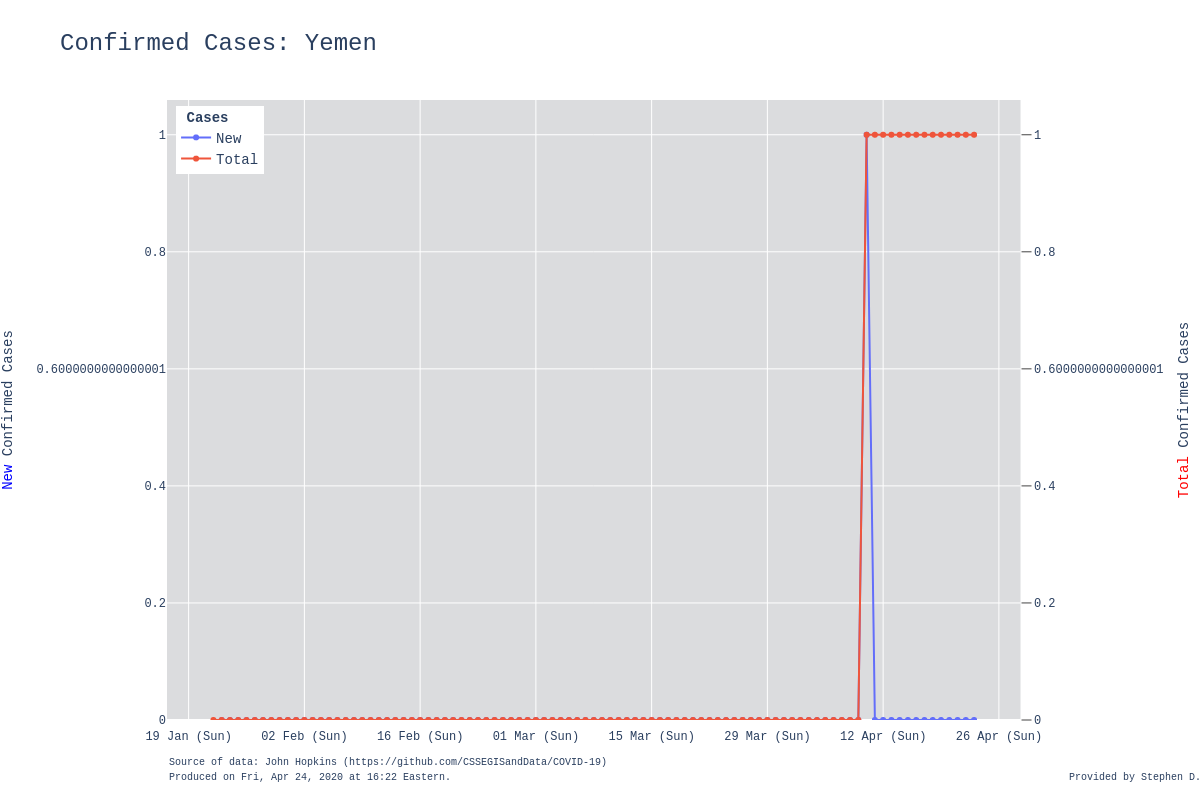 Confirmed Cases: Yemen
Cases
New
Total
1
0.8
0.6000000000000001
0.4
0.2
0
New Confirmed Cases
1
0.8
0.6000000000000001
0.4
0.2
0
Total Confirmed Cases
19 Jan (Sun) 02 Feb (Sun) 16 Feb (Sun) 01 Mar (Sun) 15 Mar (Sun) 29 Mar (Sun) 12 Apr (Sun) 26 Apr (Sun)
Source of data: John Hopkins (https://github.com/CSSEGISandData/COVID-19)
Produced on Fri, Apr 24, 2020 at 16:22 Eastern.
Provided by Stephen D.